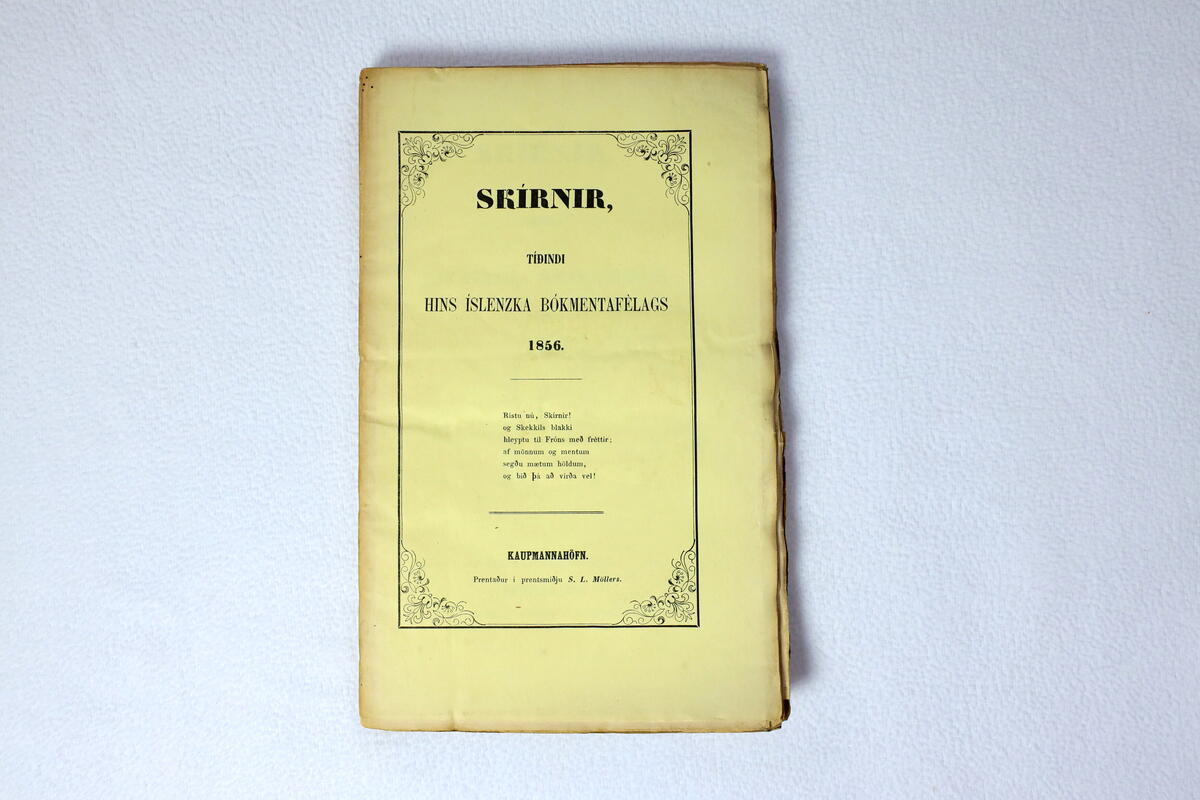 SKÍRNIR,
TÍÐINDI
HINS ÍSLENZKA BÓKMENTAFÈLAGS
1856.
Ristu nú, Skírnir!
og Skekkils blakki
hleyptu til Fróns með fréttir;
af mönnum og mentum
segðu mætum höldum,
og bið þá að virða vel!
KAUPMANNAHÖFN.
Prentaður i prentsmiðju S. L. Möllers.